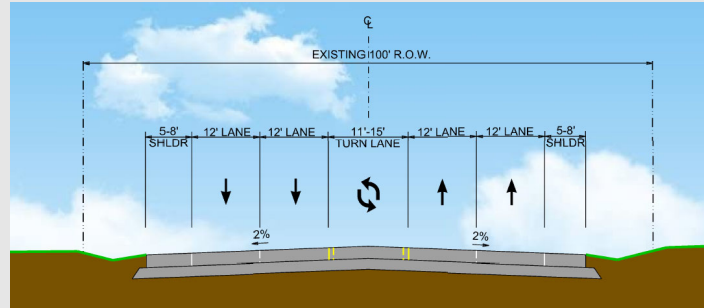 ℄
EXISTING 100' R.O.W.
5-8' SHLDR
12' LANE
12' LANE
11'-15' TURN LANE
12' LANE
12' LANE
5-8' SHLDR
2%
2%